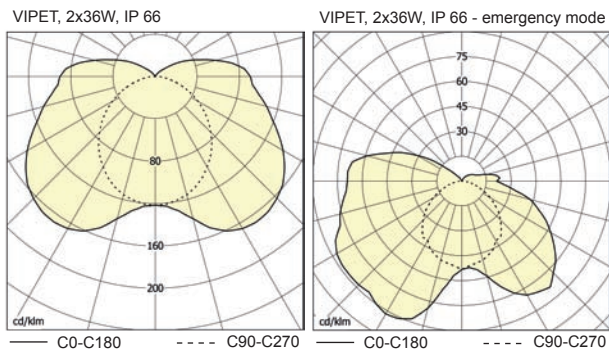 VIPET, 2x36W, IP 66
80
160
200
cd/klm
C0-C180 C90-C270
VIPET, 2x36W, IP 66 - emergency mode
75
60
45
30
cd/klm
C0-C180 C90-C270